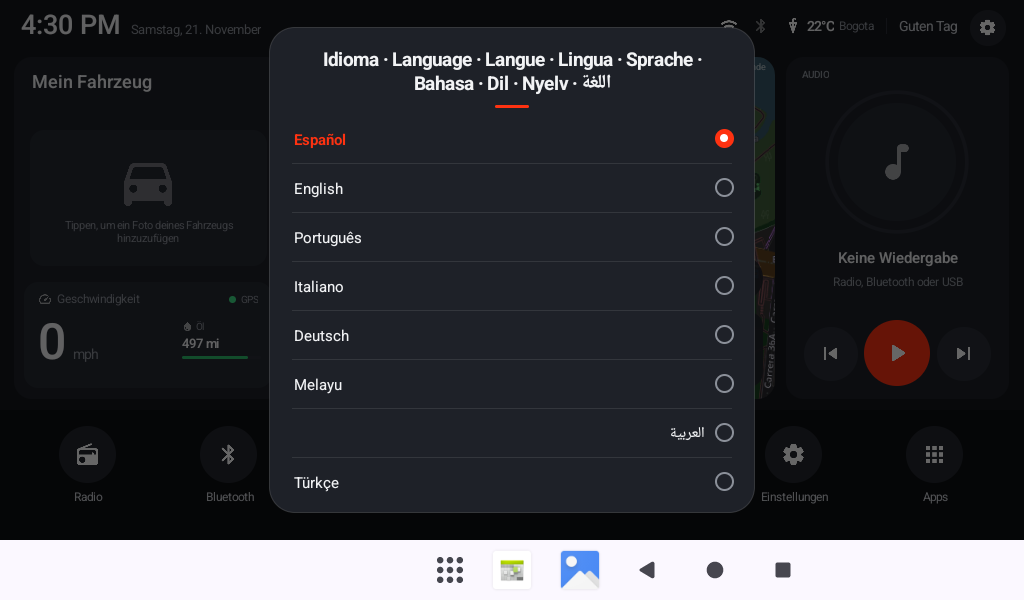 4:30 PM
Samstag, 21. November
22°C
Bogota
Guten Tag
Idioma · Language · Langue · Lingua · Sprache ·
Bahasa · Dil · Nyelv · اللغة
Español
English
Português
Italiano
Deutsch
Melayu
العربية
Türkçe
Mein Fahrzeug
Tippen, um ein Foto deines Fahrzeugs
hinzuzufügen
Geschwindigkeit
GPS
0 mph
Öl
497 mi
Carrera 36A
AUDIO
Keine Wiedergabe
Radio, Bluetooth oder USB
Radio
Bluetooth
Einstellungen
Apps